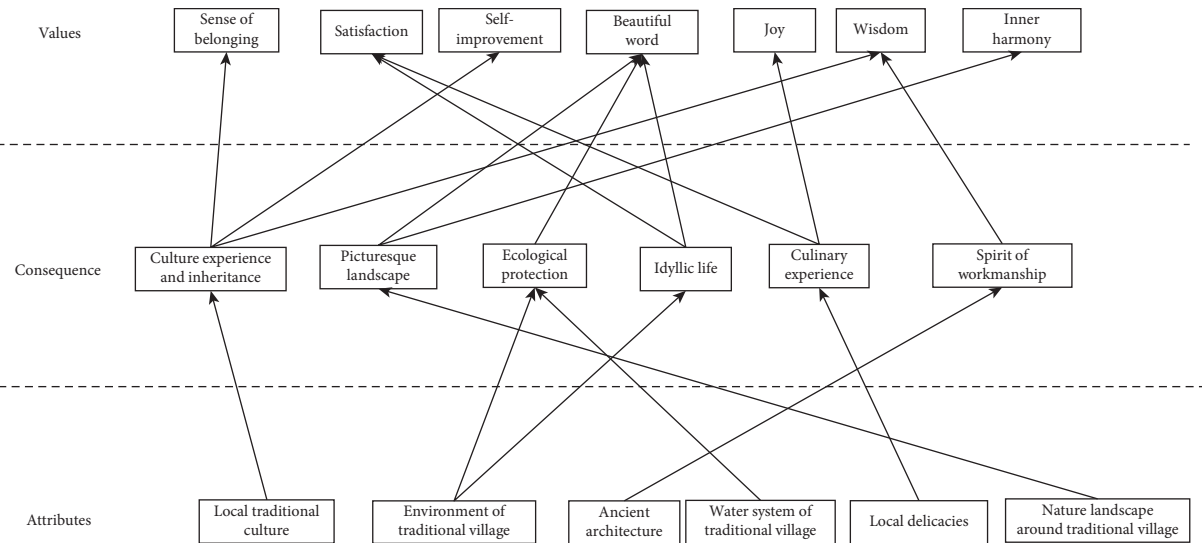 Values
Sense of
belonging
Satisfaction
Self-
improvement
Beautiful
word
Joy
Wisdom
Inner
harmony
Consequence
Culture experience
and inheritance
Picturesque
landscape
Ecological
protection
Idyllic life
Culinary
experience
Spirit of
workmanship
Attributes
Local traditional
culture
Environment of
traditional village
Ancient
architecture
Water system of
traditional village
Local delicacies
Nature landscape
around traditional village